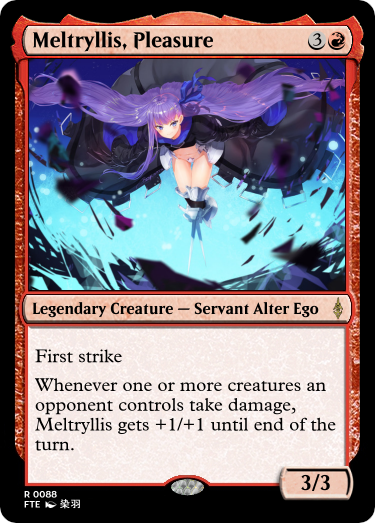 Meltryllis, Pleasure 3
Legendary Creature — Servant Alter Ego
First strike
Whenever one or more creatures an
opponent controls take damage,
Meltryllis gets +1/+1 until end of the
turn.
3/3
R 0088
FTE 染羽